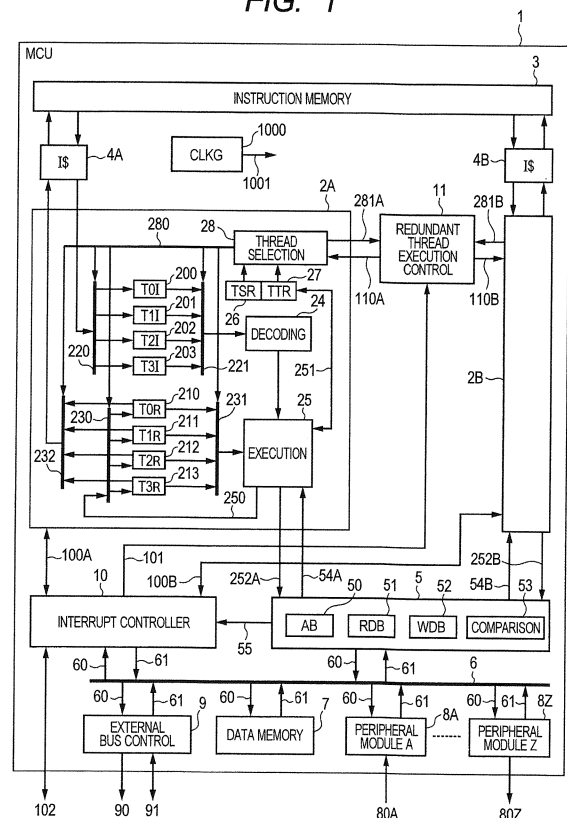 FIG. 1
1
MCU
3
INSTRUCTION MEMORY
I$
4A
CLKG
1000
1001
4B
I$
2A
11
281A
281B
280
28
THREAD SELECTION
REDUNDANT THREAD EXECUTION CONTROL
27
TSR
TTR
26
24
110A
110B
T0I
200
T1I
201
T2I
202
T3I
203
220
221
DECODING
251
2B
25
T0R
210
231
230
T1R
211
T2R
212
T3R
213
232
EXECUTION
250
100A
101
100B
252A
54A
54B
252B
10
INTERRUPT CONTROLLER
5
50
51
52
53
AB
RDB
WDB
COMPARISON
55
60
61
60
61
6
60
61
60
61
60
61
60
61
9
7
8A
8Z
EXTERNAL BUS CONTROL
DATA MEMORY
PERIPHERAL MODULE A
PERIPHERAL MODULE Z
102
90
91
80A
80Z